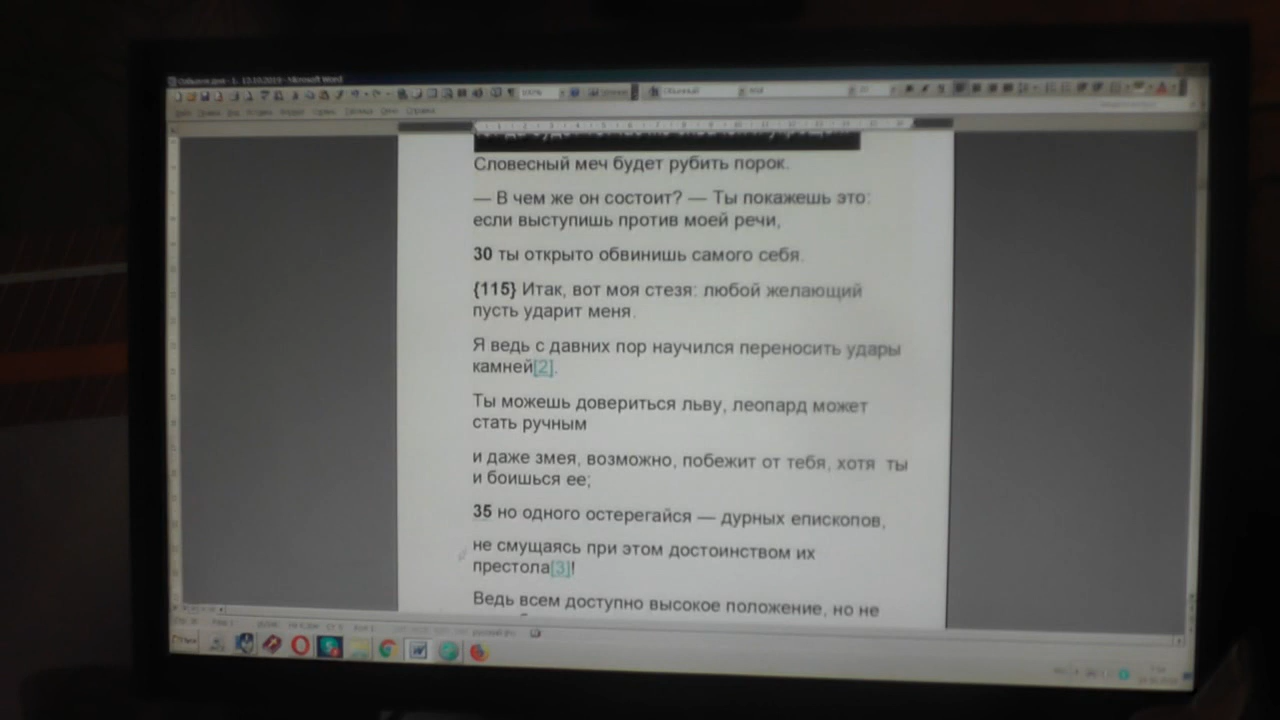 100%
Обычный
Словесный меч будет рубить порок.
— В чем же он состоит? — Ты покажешь это:
если выступишь против моей речи,
30 ты открыто обвинишь самого себя.
{115} Итак, вот моя стезя: любой желающий
пусть ударит меня.
Я ведь с давних пор научился переносить удары
камней[2].
Ты можешь довериться льву, леопард может
стать ручным
и даже змея, возможно, побежит от тебя, хотя ты
и боишься ее;
35 но одного остерегайся — дурных епископов,
не смущаясь при этом достоинством их
престола[3]!
Ведь всем доступно высокое положение, но не